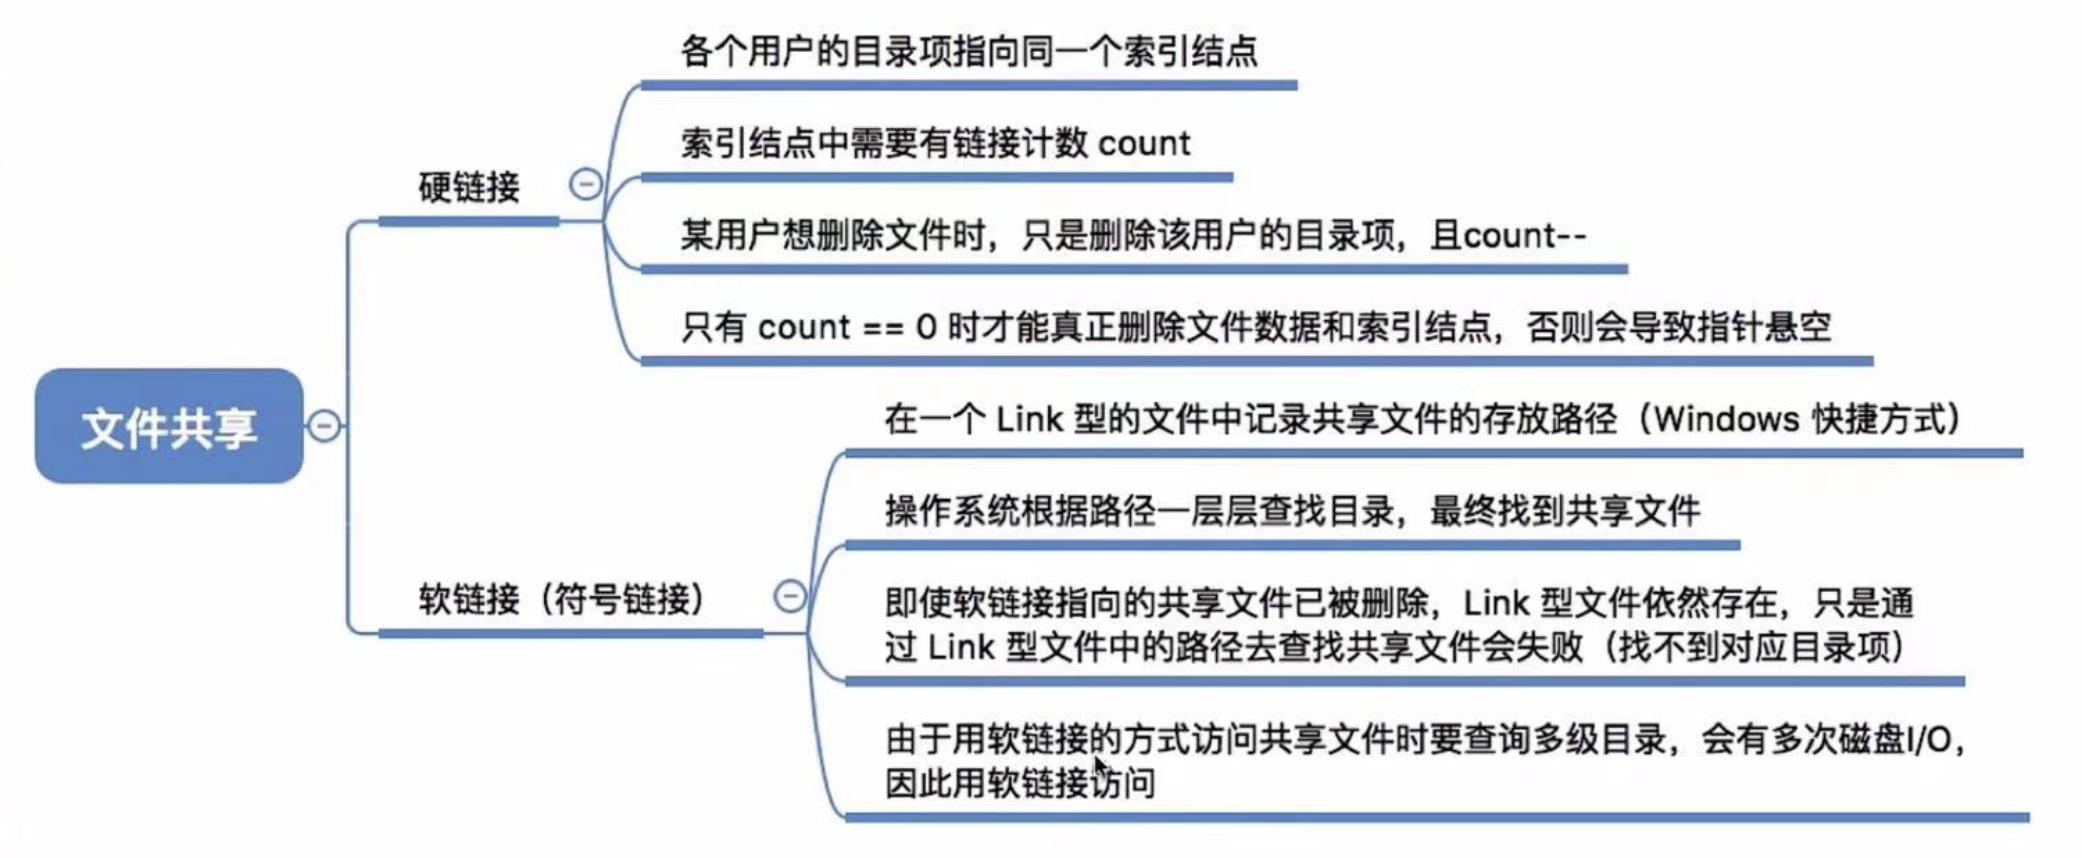 各个用户的目录项指向同一个索引结点
索引结点中需要有链接计数 count
硬链接
某用户想删除文件时，只是删除该用户的目录项，且count--
只有 count == 0 时才能真正删除文件数据和索引结点，否则会导致指针悬空
文件共享
在一个 Link 型的文件中记录共享文件的存放路径（Windows 快捷方式）
操作系统根据路径一层层查找目录，最终找到共享文件
软链接（符号链接）
即使软链接指向的共享文件已被删除，Link 型文件依然存在，只是通
过 Link 型文件中的路径去查找共享文件会失败（找不到对应目录项）
由于用软链接的方式访问共享文件时要查询多级目录，会有多次磁盘I/O，
因此用软链接访问